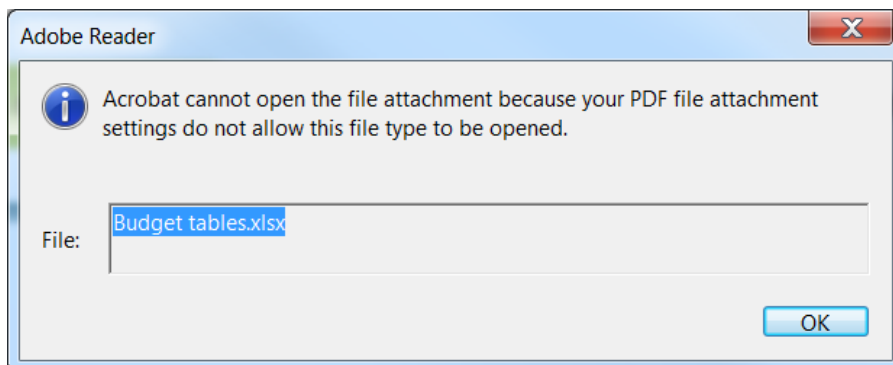 Adobe Reader
Acrobat cannot open the file attachment because your PDF file attachment
settings do not allow this file type to be opened.
File:
Budget tables.xlsx
OK